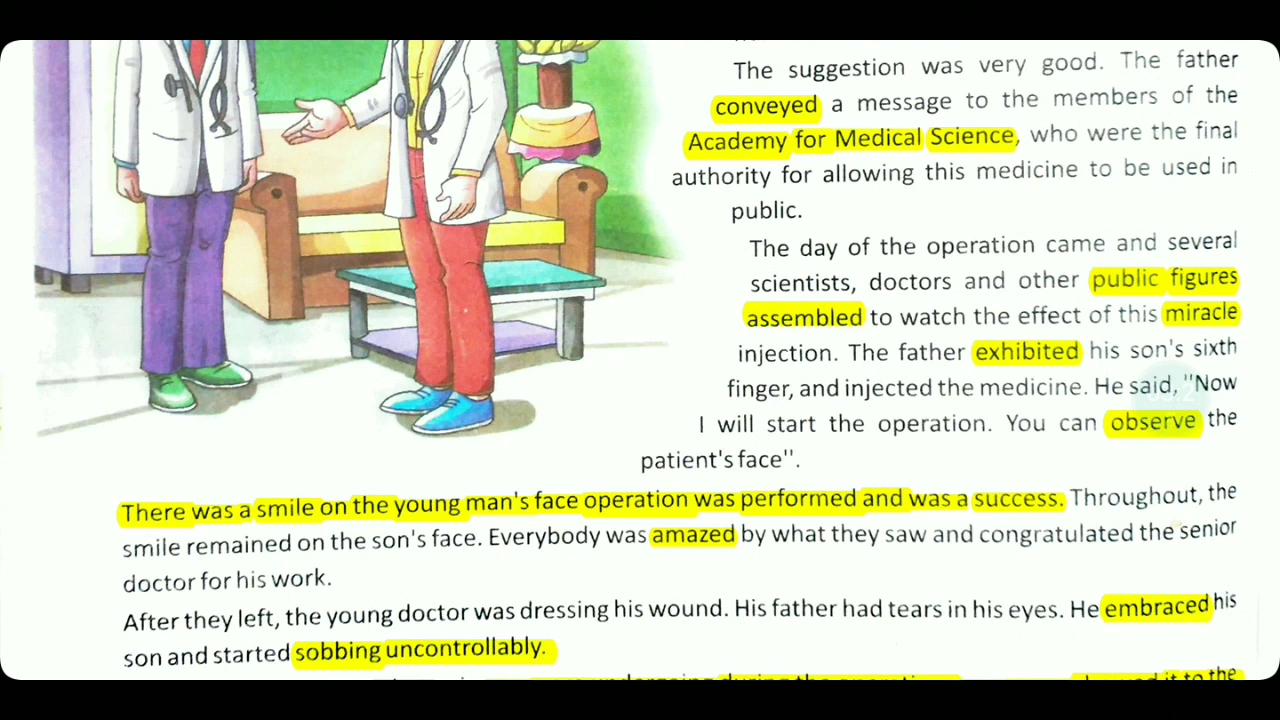 The suggestion was very good. The father
conveyed a message to the members of the
Academy for Medical Science, who were the final
authority for allowing this medicine to be used in
public.
The day of the operation came and several
scientists, doctors and other public figures
assembled to watch the effect of this miracle
injection. The father exhibited his son's sixth
finger, and injected the medicine. He said, "Now
I will start the operation. You can observe the
patient's face".
There was a smile on the young man's face operation was performed and was a success. Throughout, the
smile remained on the son's face. Everybody was amazed by what they saw and congratulated the senior
doctor for his work.
After they left, the young doctor was dressing his wound. His father had tears in his eyes. He embraced his
son and started sobbing uncontrollably.
during the it to the